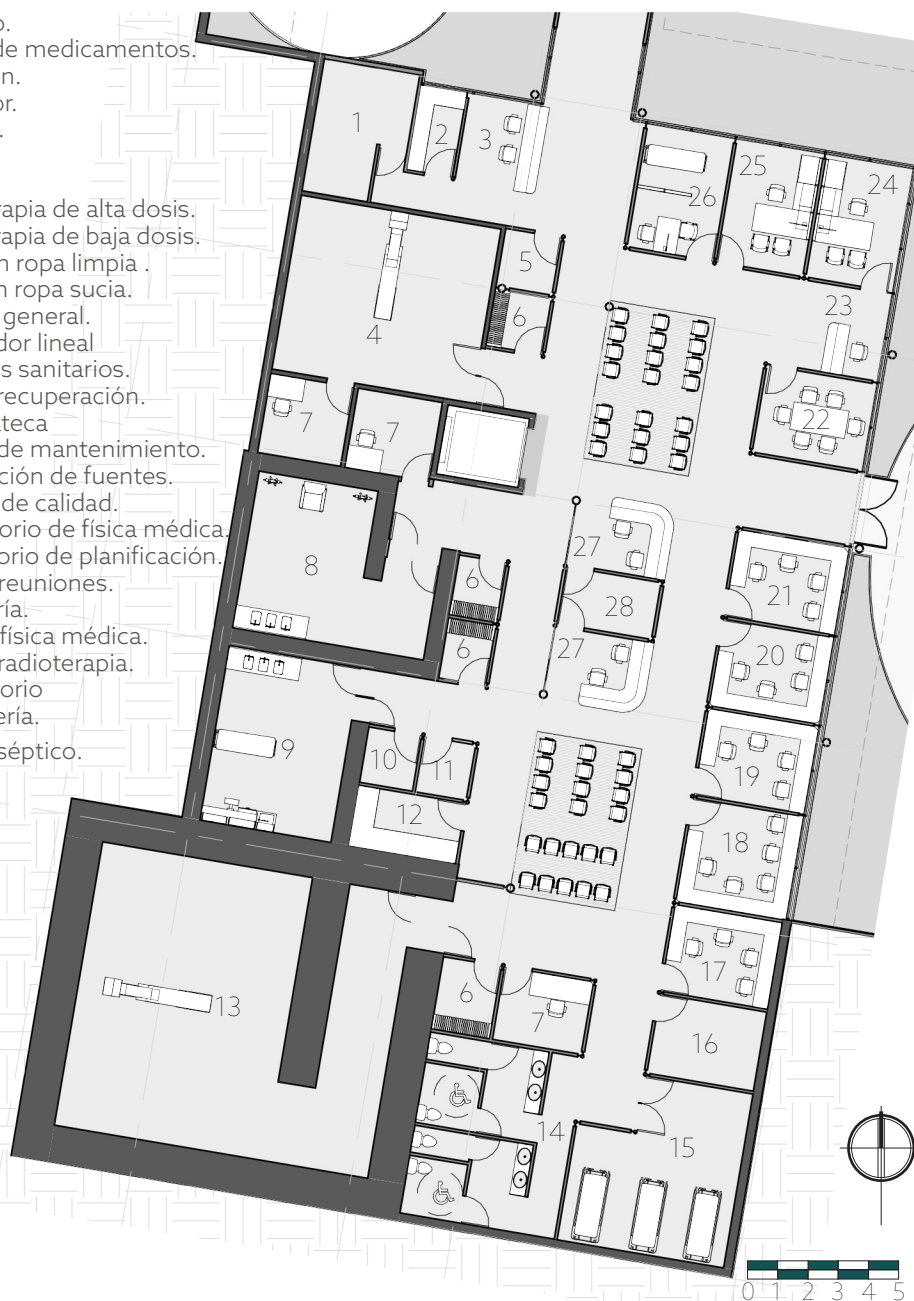 o.
de medicamentos.
n.
or.
.
rapia de alta dosis.
rapia de baja dosis.
n ropa limpia .
n ropa sucia.
general.
dor lineal
s sanitarios.
recuperación.
ateca
de mantenimiento.
ción de fuentes.
de calidad.
orio de física médica.
orio de planificación.
reuniones.
ría.
física médica.
radioterapia.
orio
ería.
séptico.
1
2
3
26
25
24
5
4
6
23
22
7
7
8
27
28
6
27
6
21
20
9
10
11
12
19
18
17
13
6
7
16
14
15
0 1 2 3 4 5